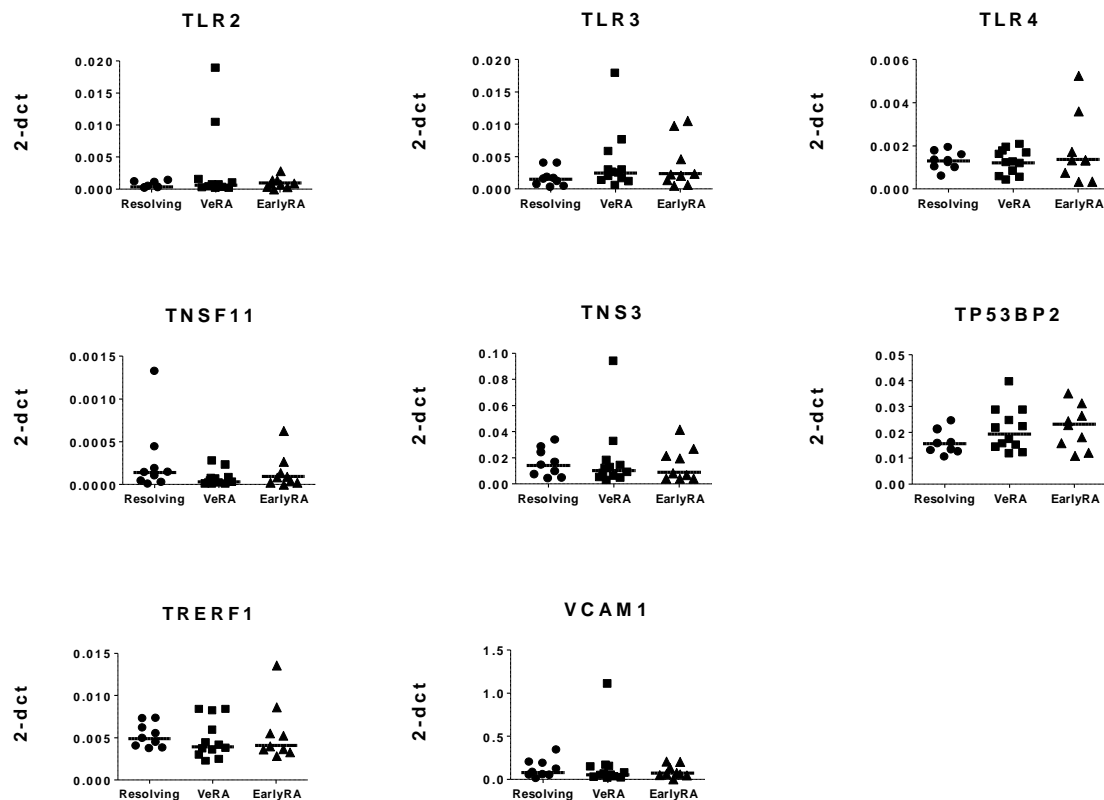 TLR2
2-dct
0.020
0.015
0.010
0.005
0.000
Resolving VeRA EarlyRA
TLR3
2-dct
0.020
0.015
0.010
0.005
0.000
Resolving VeRA EarlyRA
TLR4
2-dct
0.006
0.004
0.002
0.000
Resolving VeRA EarlyRA
TNSF11
2-dct
0.0015
0.0010
0.0005
0.0000
Resolving VeRA EarlyRA
TNS3
2-dct
0.10
0.08
0.06
0.04
0.02
0.00
Resolving VeRA EarlyRA
TP53BP2
2-dct
0.05
0.04
0.03
0.02
0.01
0.00
Resolving VeRA EarlyRA
TRERF1
2-dct
0.015
0.010
0.005
0.000
Resolving VeRA EarlyRA
VCAM1
2-dct
1.5
1.0
0.5
0.0
Resolving VeRA EarlyRA